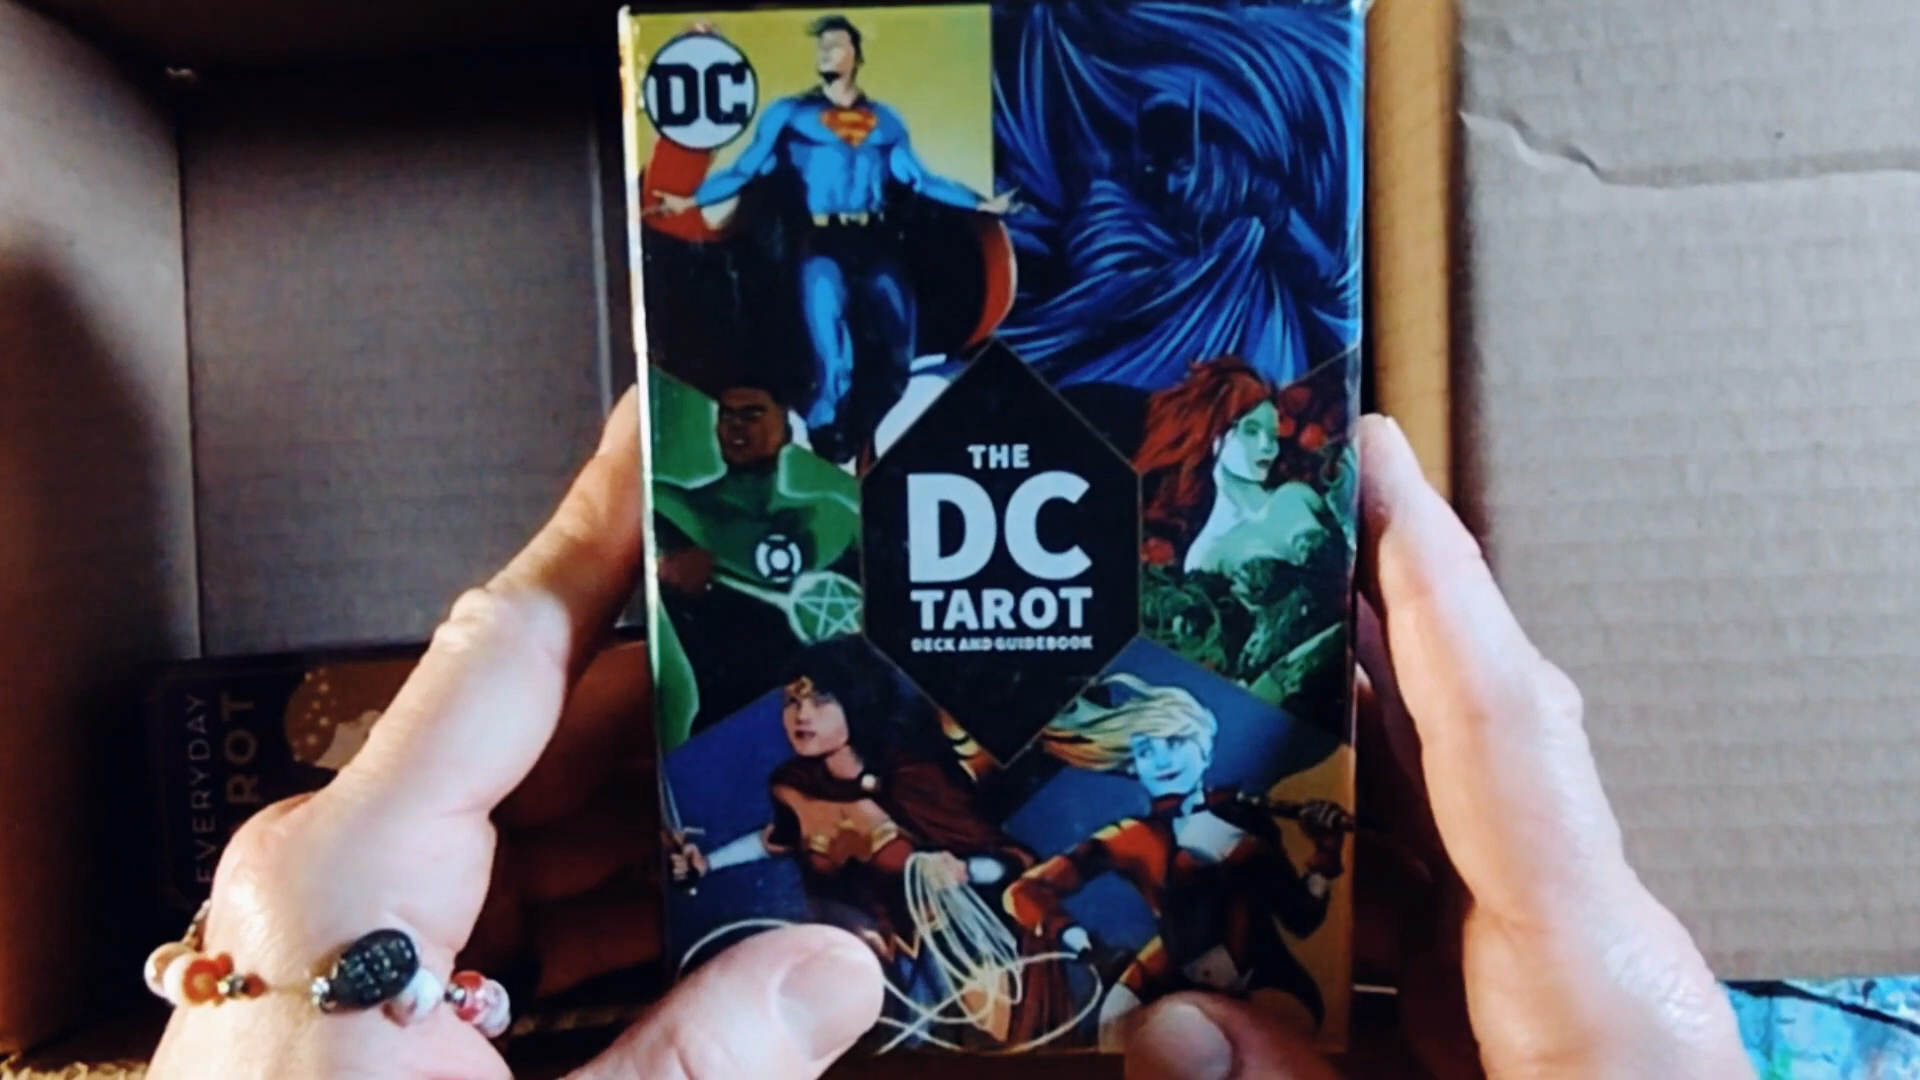 DC
THE
DC
TAROT
DECK AND GUIDEBOOK
EVERYDAY
ROT